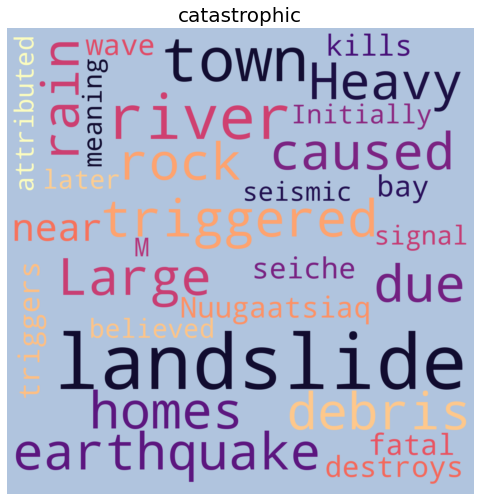 catastrophic
attributed
rain
wave
meaning
town
kills
Heavy
river
Initially
rock
caused
later
seismic
bay
near
triggered
signal
M
Large
seiche
due
triggers
Nuugaatsiaq
believed
landslide
homes
debris
earthquake
fatal
destroys